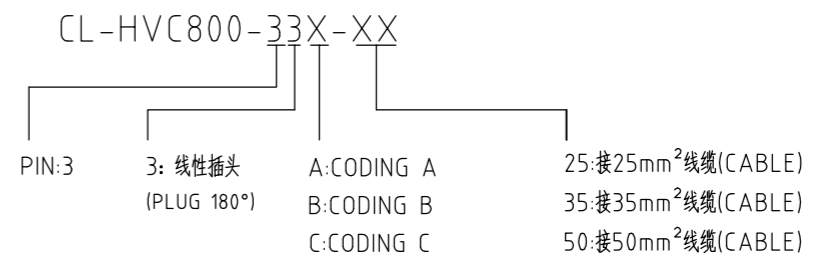 CL-HVC800-33X-XX
PIN:3 3: 线性插头 A:CODING A 25:接25mm²线缆(CABLE)
(PLUG 180°) B:CODING B 35:接35mm²线缆(CABLE)
C:CODING C 50:接50mm²线缆(CABLE)